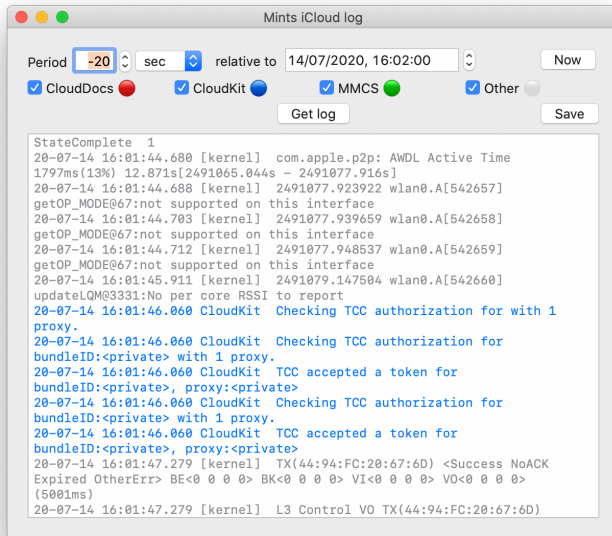 Mints iCloud log
Period -20 sec relative to 14/07/2020, 16:02:00 Now
CloudDocs CloudKit MMCS Other
Get log Save
StateComplete 1
20-07-14 16:01:44.680 [kernel] com.apple.p2p: AWDL Active Time
1797ms(13%) 12.871s[2491065.044s - 2491077.916s]
20-07-14 16:01:44.688 [kernel] 2491077.923922 wlan0.A[542657]
getOP_MODE@67:not supported on this interface
20-07-14 16:01:44.703 [kernel] 2491077.939659 wlan0.A[542658]
getOP_MODE@67:not supported on this interface
20-07-14 16:01:44.712 [kernel] 2491077.948537 wlan0.A[542659]
getOP_MODE@67:not supported on this interface
20-07-14 16:01:45.911 [kernel] 2491079.147504 wlan0.A[542660]
updateLQM@3331:No per core RSSI to report
20-07-14 16:01:46.060 CloudKit Checking TCC authorization for with 1
proxy.
20-07-14 16:01:46.060 CloudKit Checking TCC authorization for
bundleID:<private> with 1 proxy.
20-07-14 16:01:46.060 CloudKit TCC accepted a token for
bundleID:<private>, proxy:<private>
20-07-14 16:01:46.060 CloudKit Checking TCC authorization for
bundleID:<private> with 1 proxy.
20-07-14 16:01:46.060 CloudKit TCC accepted a token for
bundleID:<private>, proxy:<private>
20-07-14 16:01:47.279 [kernel] TX(44:94:FC:20:67:6D) <Success NoACK
Expired OtherErr> BE<0 0 0 0> BK<0 0 0 0> VI<0 0 0 0> VO<0 0 0 0>
(5001ms)
20-07-14 16:01:47.279 [kernel] L3 Control VO TX(44:94:FC:20:67:6D)